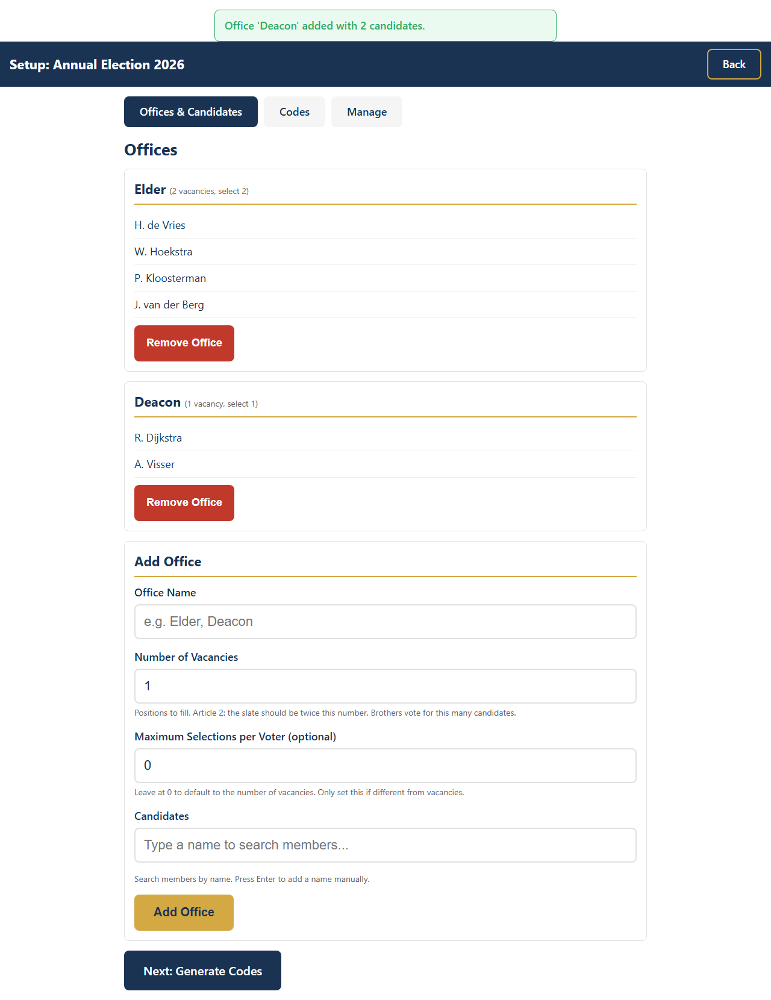 Office 'Deacon' added with 2 candidates.
Setup: Annual Election 2026
Back
Offices & Candidates
Codes
Manage
Offices
Elder (2 vacancies, select 2)
H. de Vries
W. Hoekstra
P. Kloosterman
J. van der Berg
Remove Office
Deacon (1 vacancy, select 1)
R. Dijkstra
A. Visser
Remove Office
Add Office
Office Name
e.g. Elder, Deacon
Number of Vacancies
1
Positions to fill. Article 2: the slate should be twice this number. Brothers vote for this many candidates.
Maximum Selections per Voter (optional)
0
Leave at 0 to default to the number of vacancies. Only set this if different from vacancies.
Candidates
Type a name to search members...
Search members by name. Press Enter to add a name manually.
Add Office
Next: Generate Codes